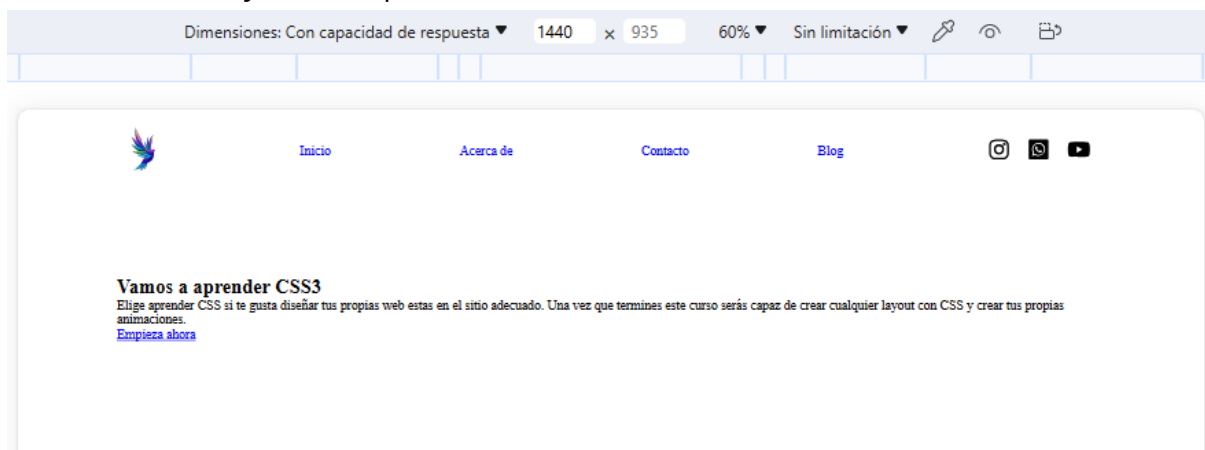 Dimensiones: Con capacidad de respuesta ▼ 1440 × 935 60% ▼ Sin limitación ▼
Inicio Acerca de Contacto Blog
Vamos a aprender CSS3
Elige aprender CSS si te gusta diseñar tus propias web estas en el sitio adecuado. Una vez que termines este curso serás capaz de crear cualquier layout con CSS y crear tus propias
animaciones.
Empieza ahora